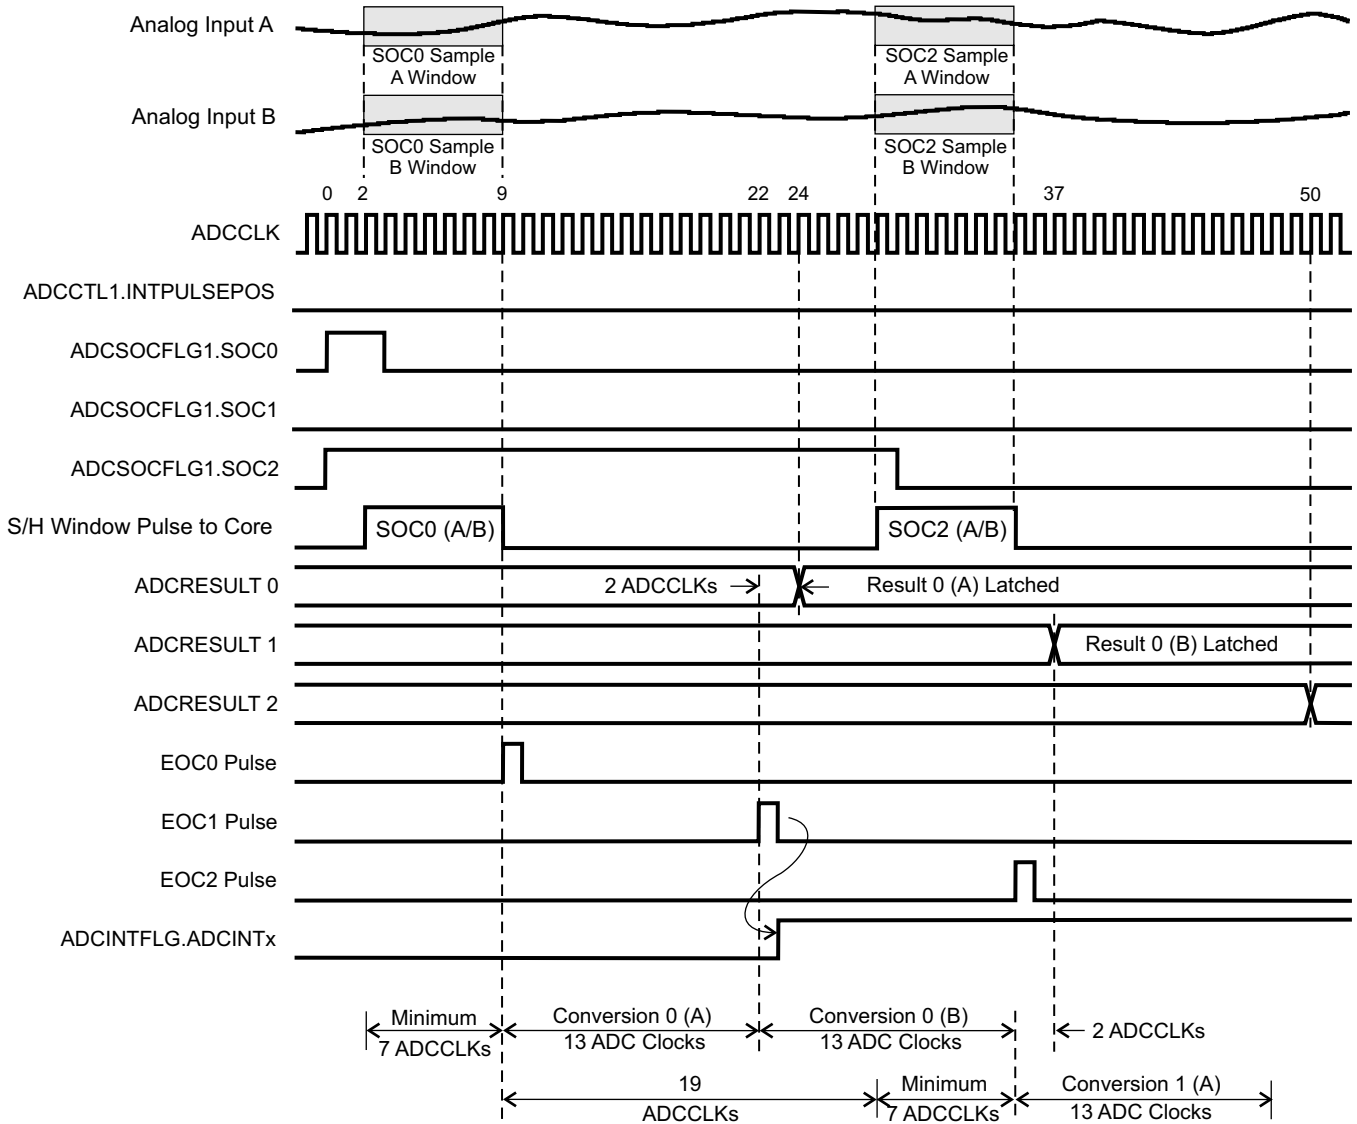 Analog Input A
SOC0 Sample
A Window
SOC2 Sample
A Window
Analog Input B
SOC0 Sample
B Window
SOC2 Sample
B Window
0 2 9 22 24 37 50
ADCCLK
ADCCTL1.INTPULSEPOS
ADCSOCFLG1.SOC0
ADCSOCFLG1.SOC1
ADCSOCFLG1.SOC2
S/H Window Pulse to Core
SOC0 (A/B)
SOC2 (A/B)
ADCRESULT 0
2 ADCCLKs
Result 0 (A) Latched
ADCRESULT 1
Result 0 (B) Latched
ADCRESULT 2
EOC0 Pulse
EOC1 Pulse
EOC2 Pulse
ADCINTFLG.ADCINTx
Minimum
7 ADCCLKs
Conversion 0 (A)
13 ADC Clocks
Conversion 0 (B)
13 ADC Clocks
2 ADCCLKs
19
ADCCLKs
Minimum
7 ADCCLKs
Conversion 1 (A)
13 ADC Clocks